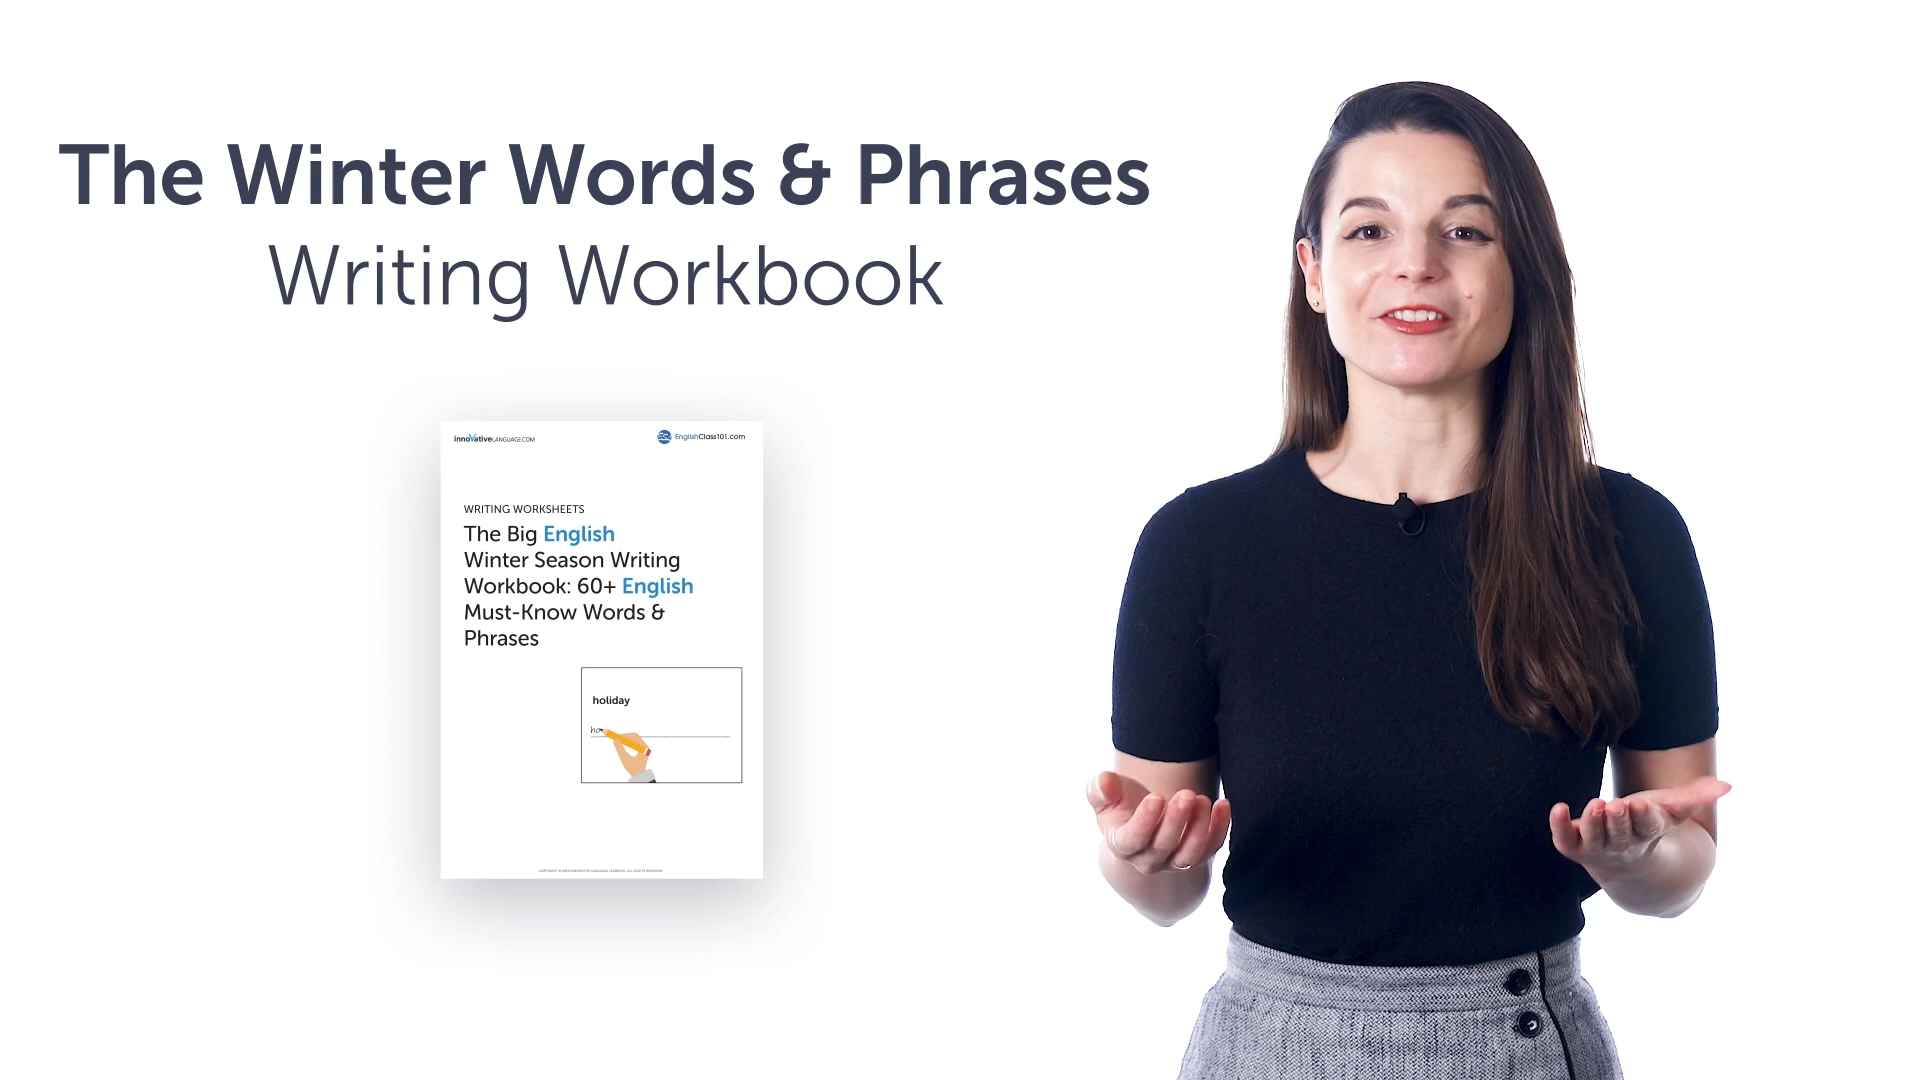 The Winter Words & Phrases
Writing Workbook
innoVativeLANGUAGE.COM
EnglishClass101.com
WRITING WORKSHEETS
The Big English
Winter Season Writing
Workbook: 60+ English
Must-Know Words &
Phrases
holiday
ho